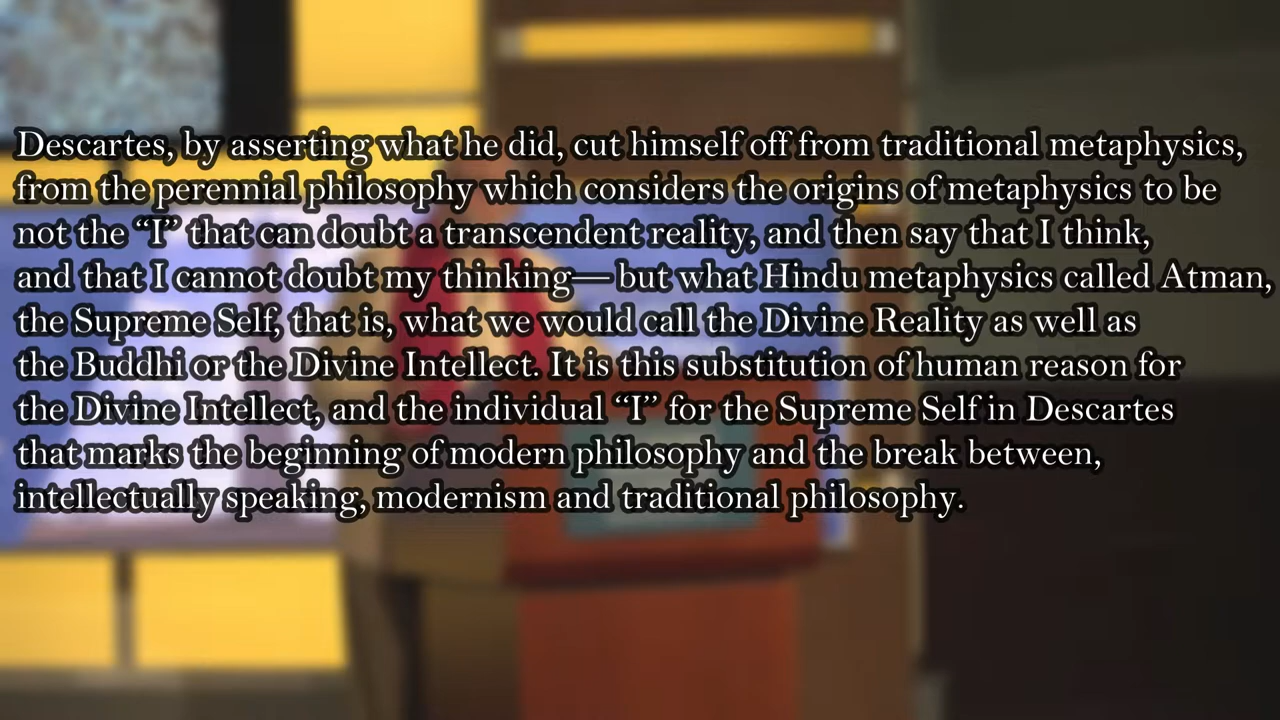 Descartes, by asserting what he did, cut himself off from traditional metaphysics,
from the perennial philosophy which considers the origins of metaphysics to be
not the “I” that can doubt a transcendent reality, and then say that I think,
and that I cannot doubt my thinking— but what Hindu metaphysics called Atman,
the Supreme Self, that is, what we would call the Divine Reality as well as
the Buddhi or the Divine Intellect. It is this substitution of human reason for
the Divine Intellect, and the individual “I” for the Supreme Self in Descartes
that marks the beginning of modern philosophy and the break between,
intellectually speaking, modernism and traditional philosophy.